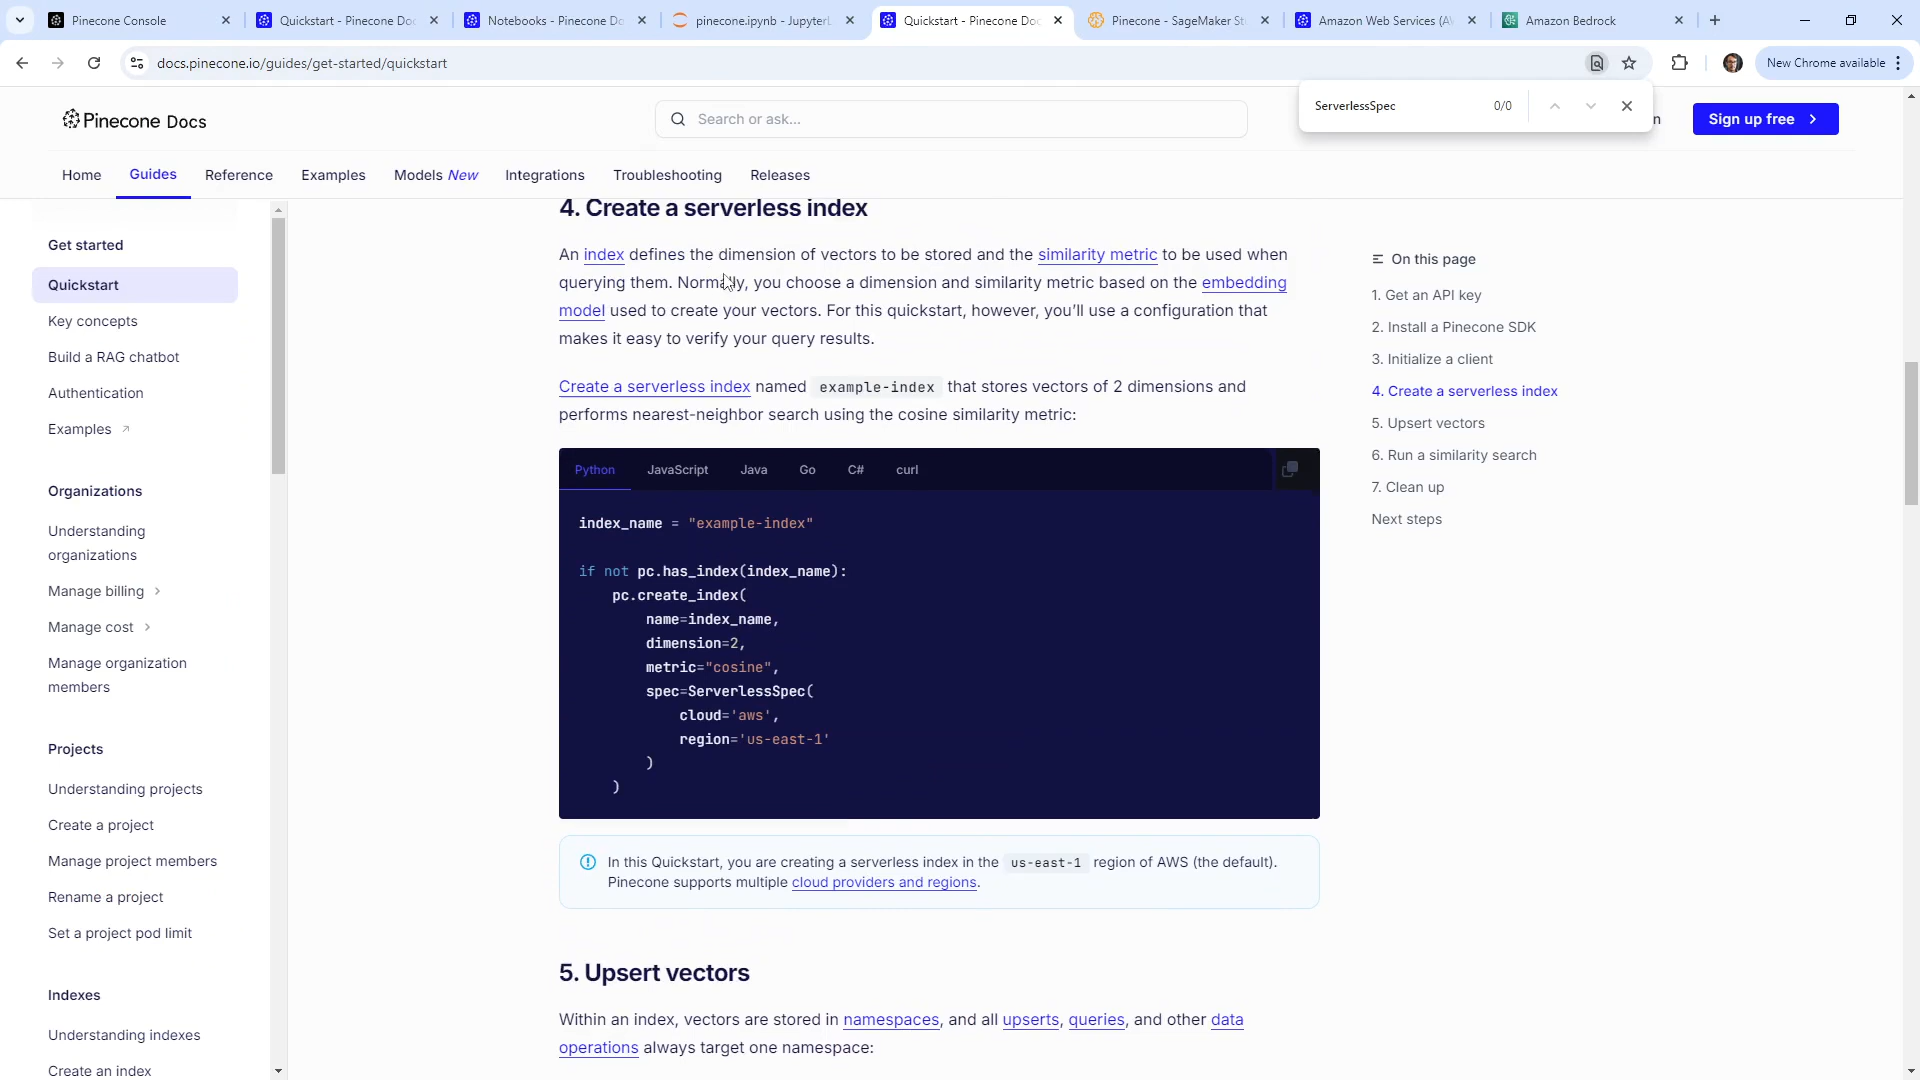 Pinecone Console
Quickstart - Pinecone Doc
Notebooks - Pinecone Do
pinecone.ipynb - JupyterL
Quickstart - Pinecone Doc
Pinecone - SageMaker St
Amazon Web Services (A
Amazon Bedrock
docs.pinecone.io/guides/get-started/quickstart
New Chrome available
ServerlessSpec
0/0
Pinecone Docs
Search or ask...
n
Sign up free
Home
Guides
Reference
Examples
Models New
Integrations
Troubleshooting
Releases
Get started
Quickstart
Key concepts
Build a RAG chatbot
Authentication
Examples
Organizations
Understanding
organizations
Manage billing
Manage cost
Manage organization
members
Projects
Understanding projects
Create a project
Manage project members
Rename a project
Set a project pod limit
Indexes
Understanding indexes
Create an index
4. Create a serverless index
An index defines the dimension of vectors to be stored and the similarity metric to be used when
querying them. Normally, you choose a dimension and similarity metric based on the embedding
model used to create your vectors. For this quickstart, however, you’ll use a configuration that
makes it easy to verify your query results.
Create a serverless index named example-index that stores vectors of 2 dimensions and
performs nearest-neighbor search using the cosine similarity metric:
Python
JavaScript
Java
Go
C#
curl
index_name = "example-index"
if not pc.has_index(index_name):
pc.create_index(
name=index_name,
dimension=2,
metric="cosine",
spec=ServerlessSpec(
cloud='aws',
region='us-east-1'
)
)
In this Quickstart, you are creating a serverless index in the us-east-1 region of AWS (the default).
Pinecone supports multiple cloud providers and regions.
5. Upsert vectors
Within an index, vectors are stored in namespaces, and all upserts, queries, and other data
operations always target one namespace:
On this page
1. Get an API key
2. Install a Pinecone SDK
3. Initialize a client
4. Create a serverless index
5. Upsert vectors
6. Run a similarity search
7. Clean up
Next steps